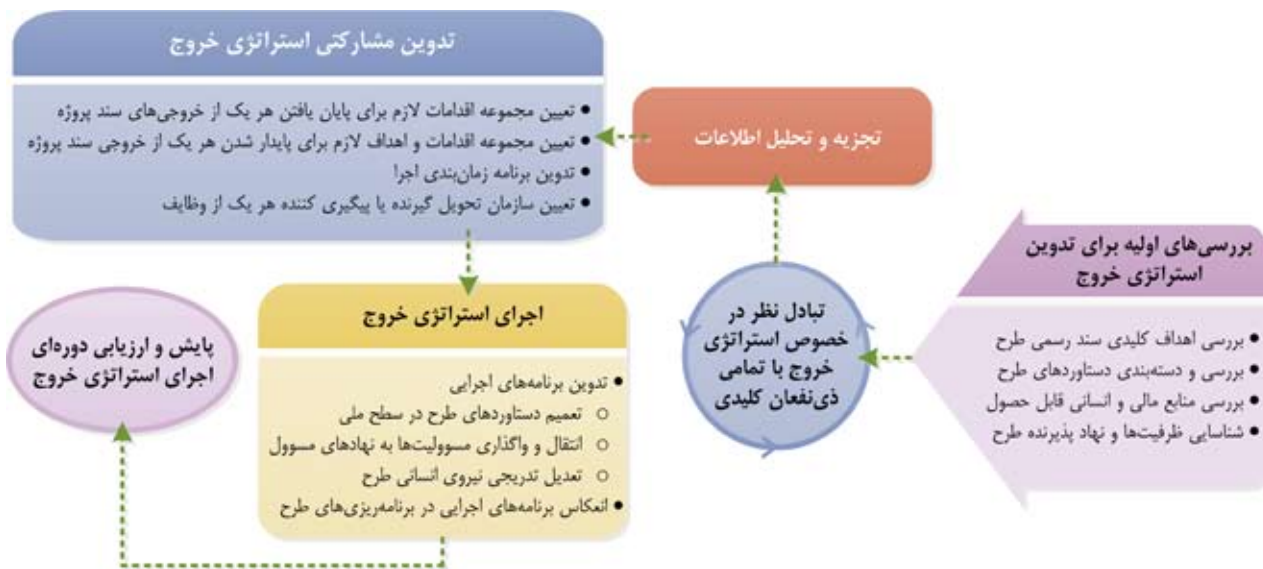 بررسی‌های اولیه برای تدوین
استراتژی خروج
• بررسی اهداف کلیدی سند رسمی طرح
• بررسی و دسته‌بندی دستاوردهای طرح
• بررسی منابع مالی و انسانی قابل حصول
• شناسایی ظرفیت‌ها و نهاد پذیرنده طرح
تبادل نظر در
خصوص استراتژی
خروج با تمامی
ذی‌نفعان کلیدی
تجزیه و تحلیل اطلاعات
تدوین مشارکتی استراتژی خروج
• تعیین مجموعه اقدامات لازم برای پایان یافتن هر یک از خروجی‌های سند پروژه
• تعیین مجموعه اقدامات و اهداف لازم برای پایدار شدن هر یک از خروجی سند پروژه
• تدوین برنامه زمان‌بندی اجرا
• تعیین سازمان تحویل گیرنده یا پیگیری کننده هر یک از وظایف
اجرای استراتژی خروج
• تدوین برنامه‌های اجرایی
○ تعمیم دستاوردهای طرح در سطح ملی
○ انتقال و واگذاری مسوولیت‌ها به نهادهای مسوول
○ تعدیل تدریجی نیروی انسانی طرح
• انعکاس برنامه‌های اجرایی در برنامه‌ریزی‌های طرح
پایش و ارزیابی دوره‌ای
اجرای استراتژی خروج